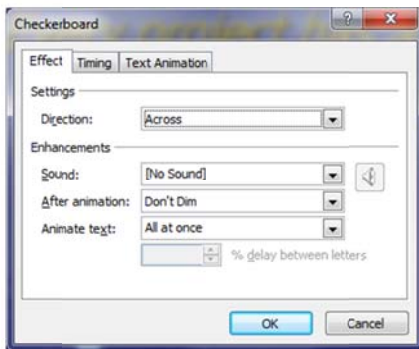 Checkerboard
Effect Timing Text Animation
Settings
Direction: Across
Enhancements
Sound: [No Sound]
After animation: Don't Dim
Animate text: All at once
% delay between letters
OK Cancel